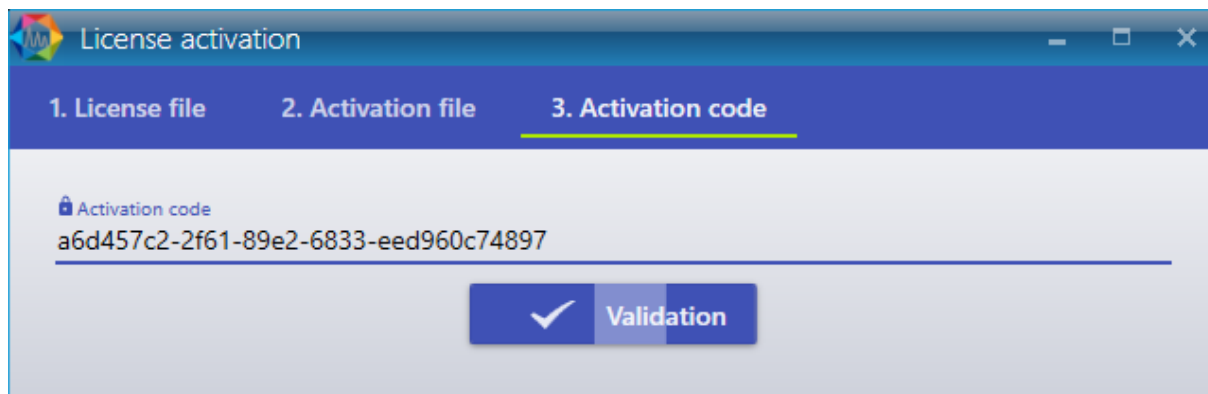 License activation
1. License file 2. Activation file 3. Activation code
Activation code
a6d457c2-2f61-89e2-6833-eed960c74897
Validation